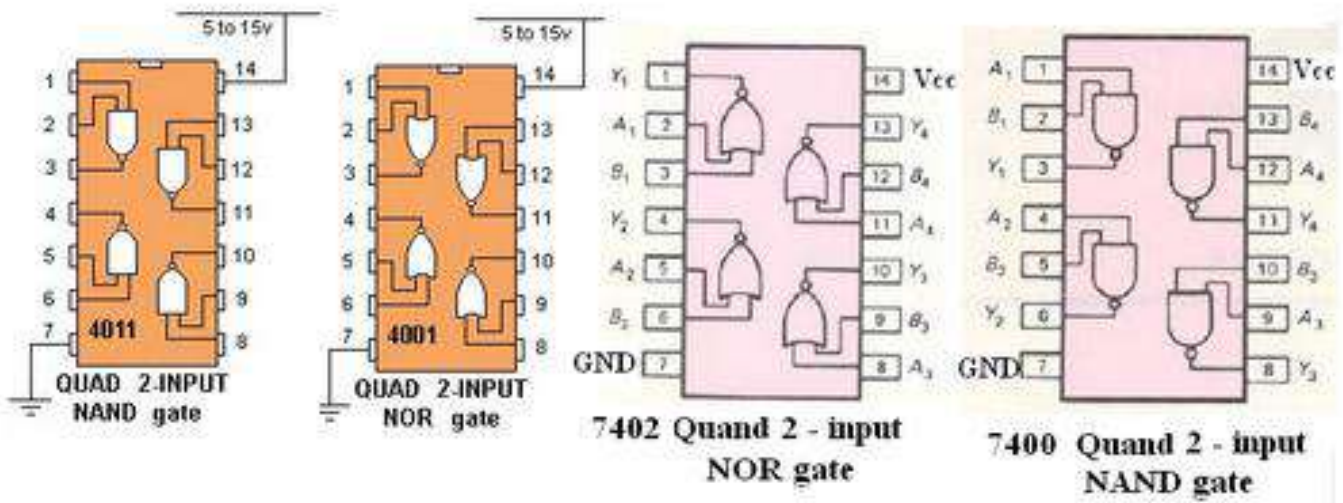 5 to 15v
1
2
3
4
5
6
7
14
13
12
11
10
9
8
4011
QUAD 2-INPUT
NAND gate
5 to 15v
1
2
3
4
5
6
7
14
13
12
11
10
9
8
4001
QUAD 2-INPUT
NOR gate
Y1 1
A1 2
B1 3
Y2 4
A2 5
B2 6
GND 7
14 Vcc
13 Y4
12 B4
11 A4
10 Y3
9 B3
8 A3
7402 Quand 2 - input
NOR gate
A1 1
B1 2
Y1 3
A2 4
5
Y2 6
GND 7
14 Vcc
13 B4
12 A4
11 Y4
10 B3
9 A3
8 Y3
7400 Quand 2 - input
NAND gate